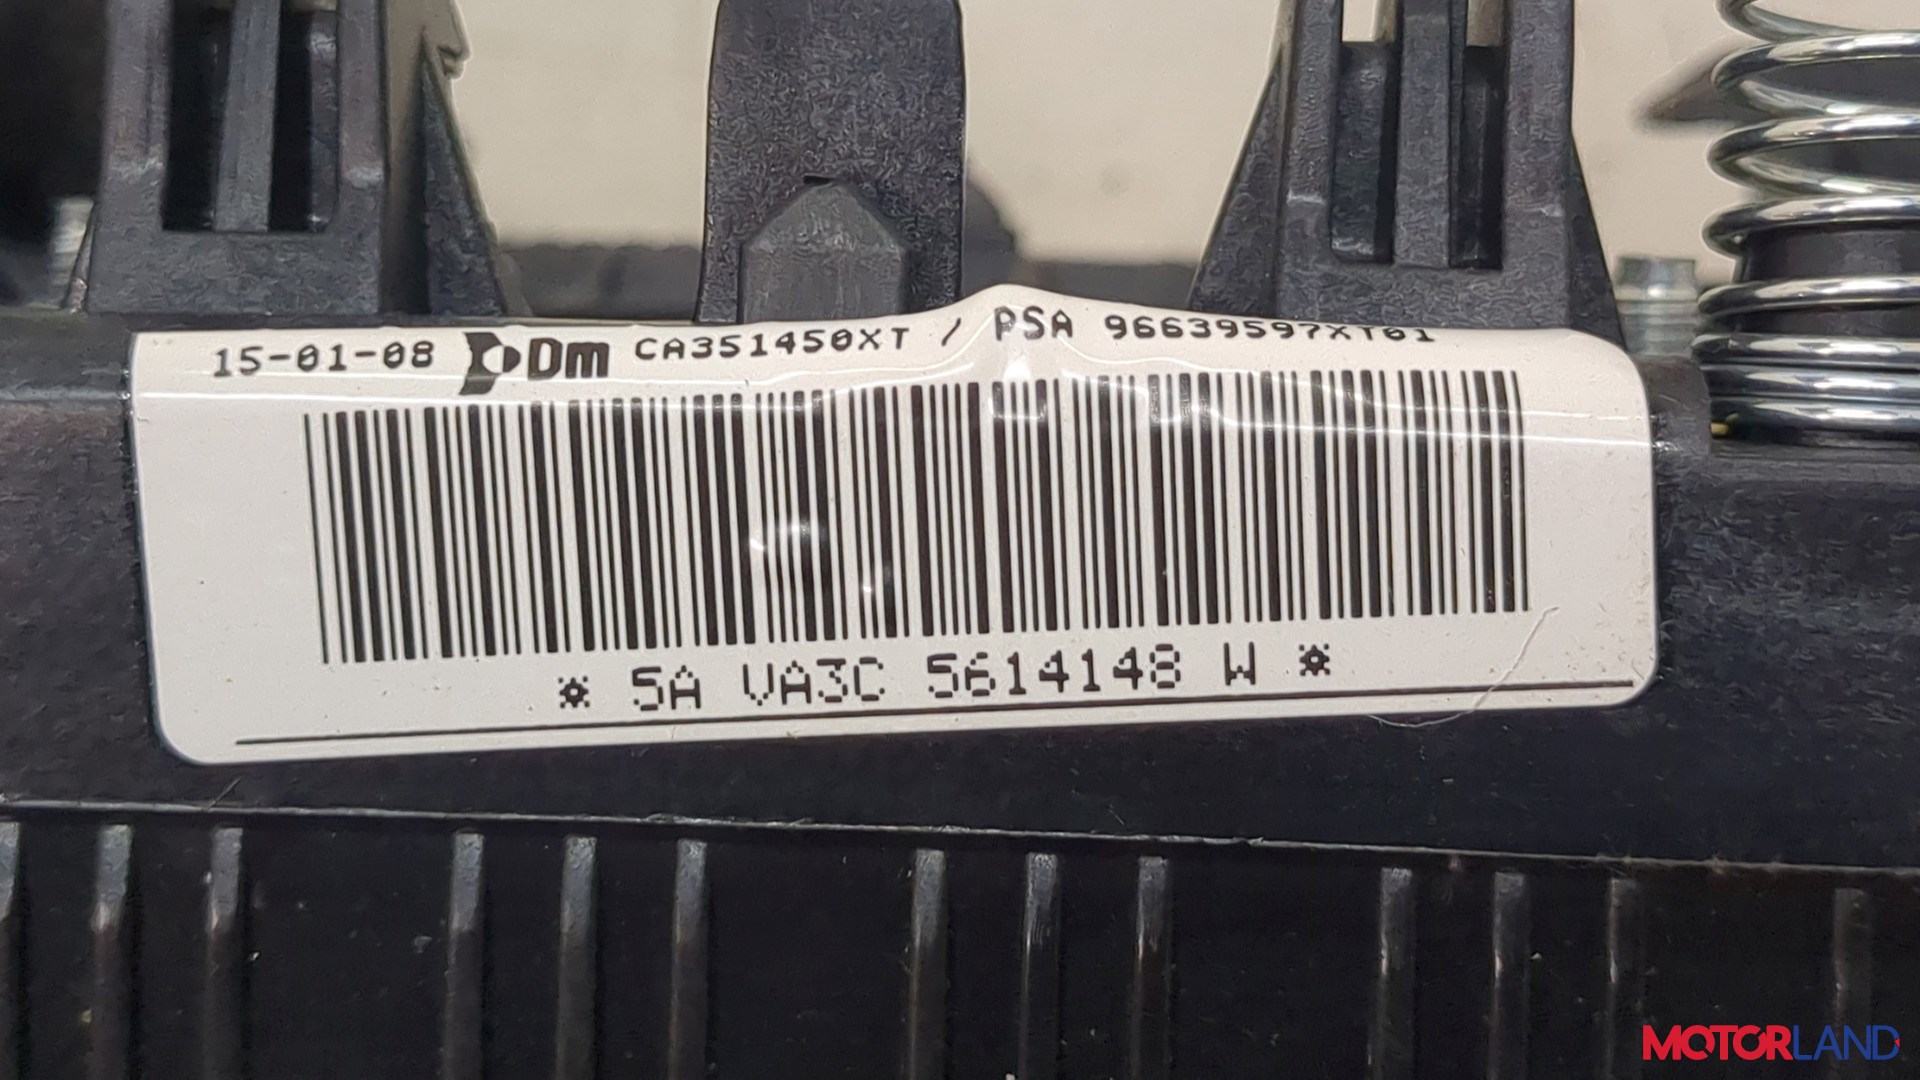 15-01-08 Dm CA351450XT / PSA 96639597XT01
* 5A VA3C 5614148 W *
MOTORLAND